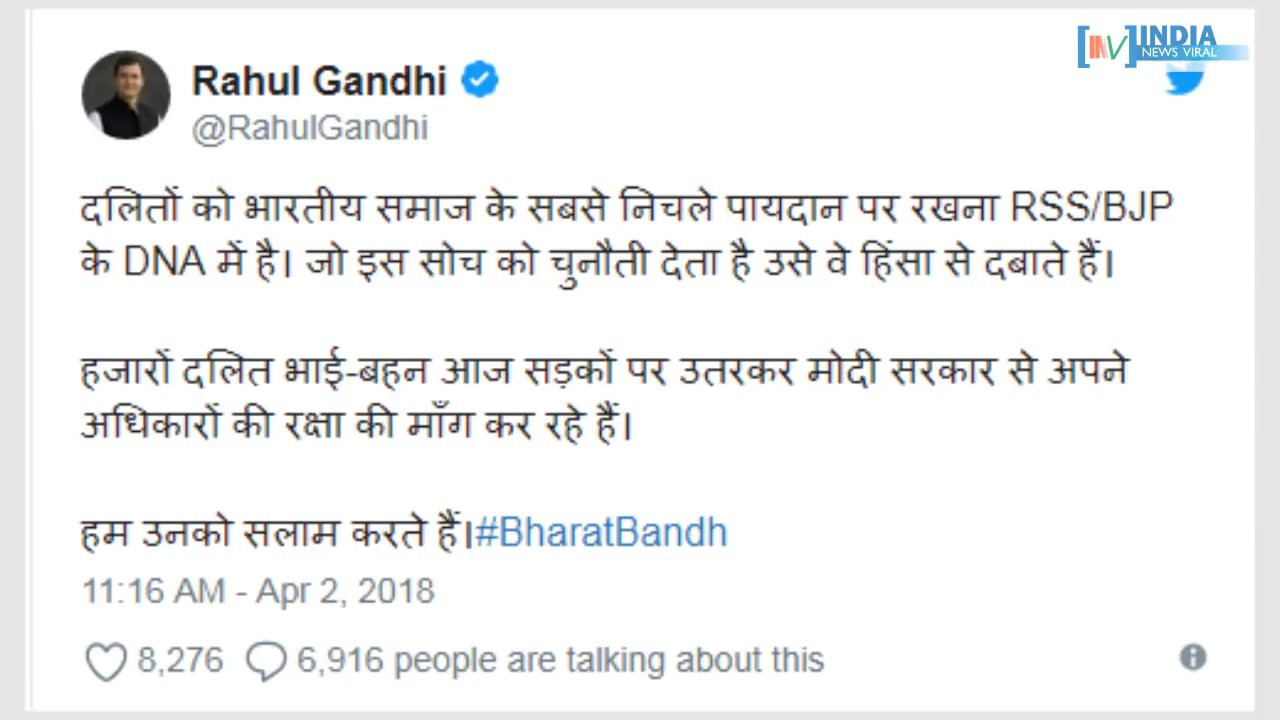 [INV] INDIA
NEWS VIRAL
Rahul Gandhi
@RahulGandhi
दलितों को भारतीय समाज के सबसे निचले पायदान पर रखना RSS/BJP
के DNA में है। जो इस सोच को चुनौती देता है उसे वे हिंसा से दबाते हैं।
हजारों दलित भाई-बहन आज सड़कों पर उतरकर मोदी सरकार से अपने
अधिकारों की रक्षा की माँग कर रहे हैं।
हम उनको सलाम करते हैं।#BharatBandh
11:16 AM - Apr 2, 2018
8,276 6,916 people are talking about this